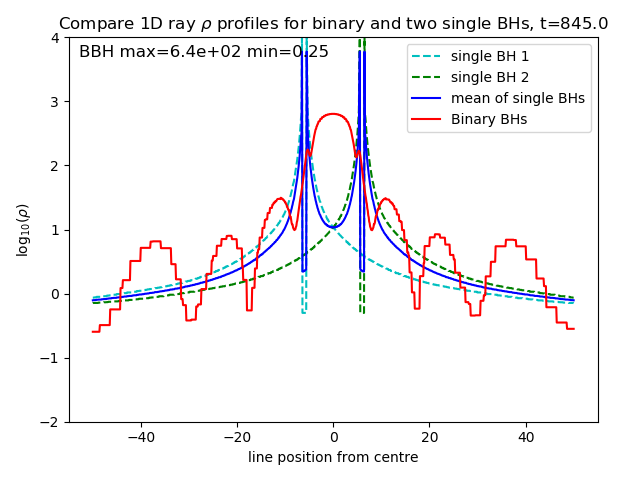 Compare 1D ray ρ profiles for binary and two single BHs, t=845.0
BBH max=6.4e+02 min=0.25
single BH 1
single BH 2
mean of single BHs
Binary BHs
log₁₀(ρ)
4
3
2
1
0
−1
−2
−40 −20 0 20 40
line position from centre